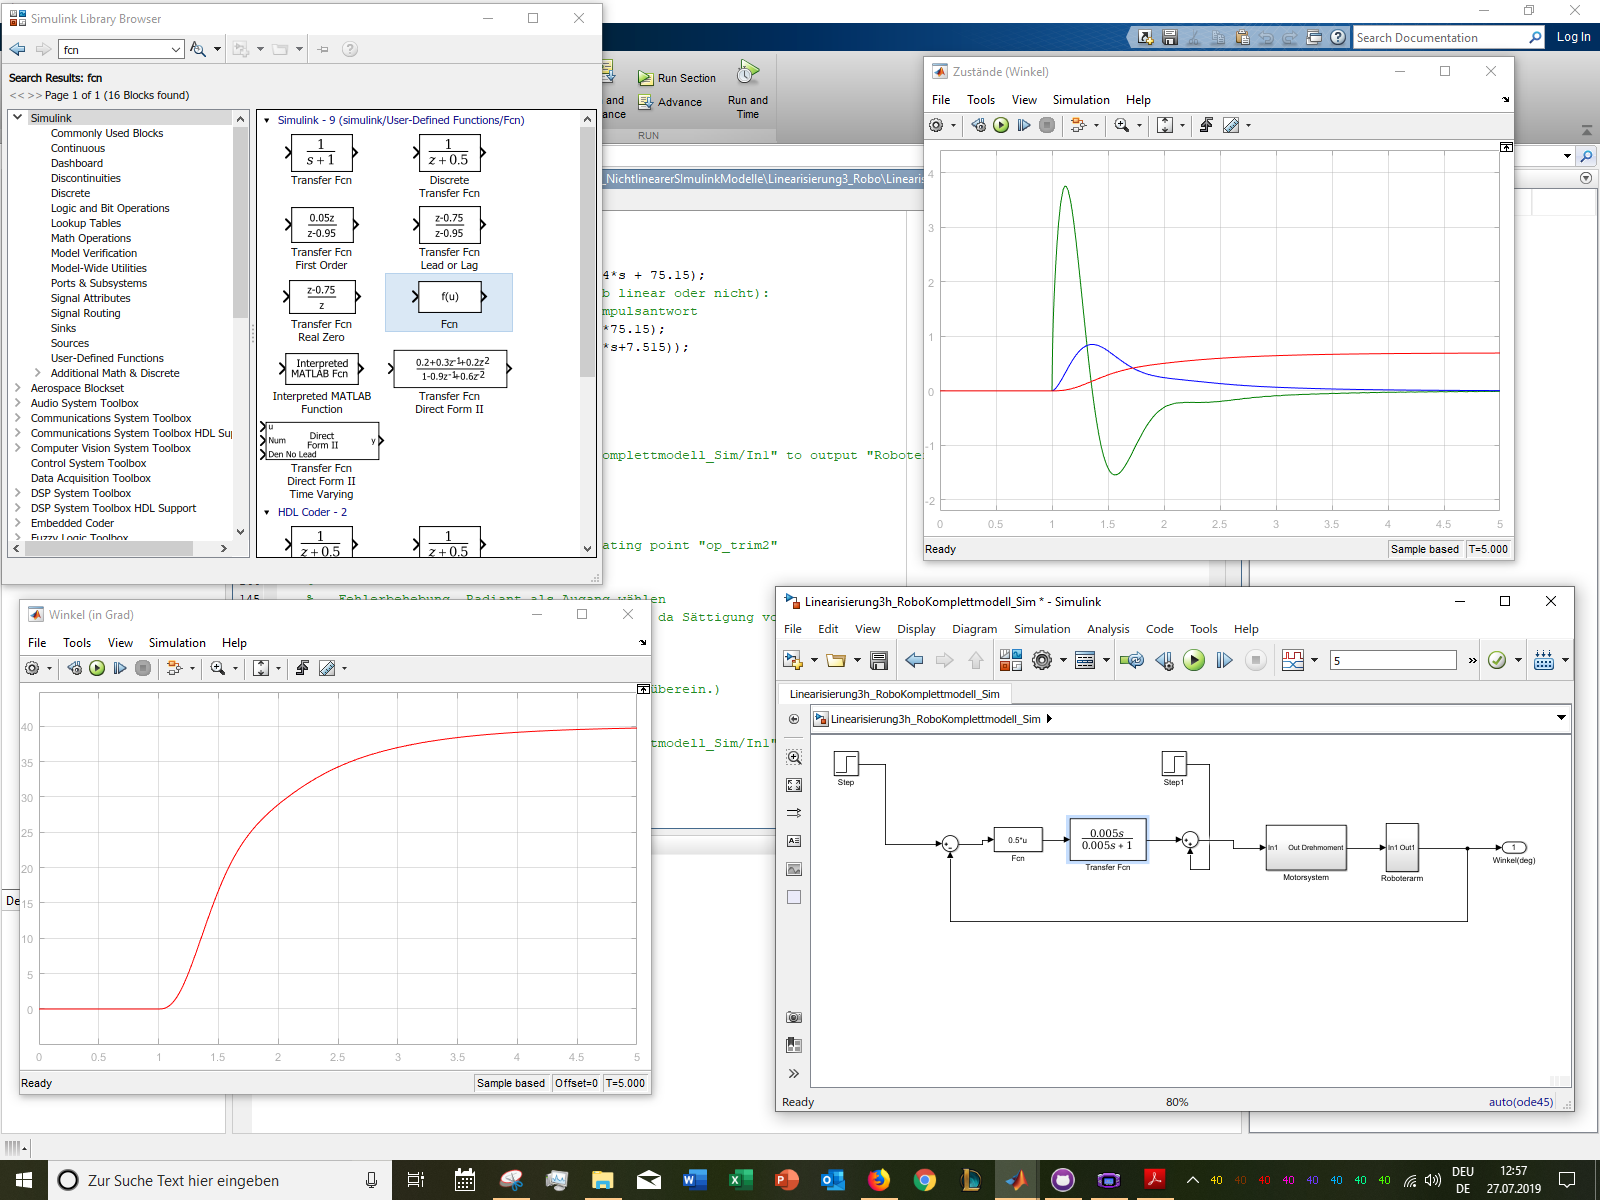 Simulink Library Browser
fcn
Search Results: fcn
<< >> Page 1 of 1 (16 Blocks found)
Simulink
Commonly Used Blocks
Continuous
Dashboard
Discontinuities
Discrete
Logic and Bit Operations
Lookup Tables
Math Operations
Model Verification
Model-Wide Utilities
Ports & Subsystems
Signal Attributes
Signal Routing
Sinks
Sources
User-Defined Functions
Additional Math & Discrete
Aerospace Blockset
Audio System Toolbox
Communications System Toolbox
Communications System Toolbox HDL Su
Computer Vision System Toolbox
Control System Toolbox
Data Acquisition Toolbox
DSP System Toolbox
DSP System Toolbox HDL Support
Embedded Coder
Fuzzy Logic Toolbox
Simulink - 9 (simulink/User-Defined Functions/Fcn)
1
s+1
Transfer Fcn
1
z+0.5
Discrete
Transfer Fcn
0.05z
z-0.95
Transfer Fcn
First Order
z-0.75
z-0.95
Transfer Fcn
Lead or Lag
z-0.75
z
Transfer Fcn
Real Zero
f(u)
Fcn
Interpreted
MATLAB Fcn
Interpreted MATLAB
Function
0.2+0.3z-1+0.2z-2
1-0.9z-1+0.6z-2
Transfer Fcn
Direct Form II
u
Num
Den No Lead
Direct
Form II
y
Transfer Fcn
Direct Form II
Time Varying
HDL Coder - 2
1
z+0.5
1
z+0.5
Run Section
Advance
and
ance
Run and
Time
RUN
Search Documentation
Log In
_NichtlinearerSImulinkModelle\Linearisierung3_Robo\Linearis
4*s + 75.15);
b linear oder nicht):
mpulsantwort
*75.15);
*s+7.515));
omplettmodell_Sim/In1" to output "Robote
ating point "op_trim2"
145
% Fehlerbehebung, Radiant als Augang wählen
da Sättigung vo
überein.)
tmodell_Sim/In1"
De
Zustände (Winkel)
File Tools View Simulation Help
4
3
2
1
0
-1
-2
0 0.5 1 1.5 2 2.5 3 3.5 4 4.5 5
Ready
Sample based T=5.000
Winkel (in Grad)
File Tools View Simulation Help
40
35
30
25
20
15
10
5
0
0 0.5 1 1.5 2 2.5 3 3.5 4 4.5 5
Ready
Sample based Offset=0 T=5.000
Linearisierung3h_RoboKomplettmodell_Sim * - Simulink
File Edit View Display Diagram Simulation Analysis Code Tools Help
5
Linearisierung3h_RoboKomplettmodell_Sim
Linearisierung3h_RoboKomplettmodell_Sim
Step
Step1
0.5*u
Fcn
0.005s
0.005s+1
Transfer Fcn
In1 Out Drehmoment
Motorsystem
In1 Out1
Roboterarm
1
Winkel(deg)
Ready
80%
auto(ode45)
Zur Suche Text hier eingeben
40 40 40 40 40 40 40 40
DEU
DE
12:57
27.07.2019